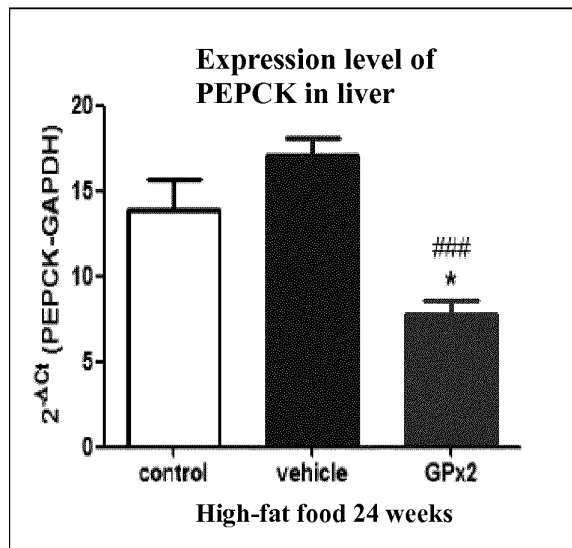 Expression level of
PEPCK in liver
2^-ΔCt (PEPCK-GAPDH)
20
15
10
5
0
###
*
control vehicle GPx2
High-fat food 24 weeks